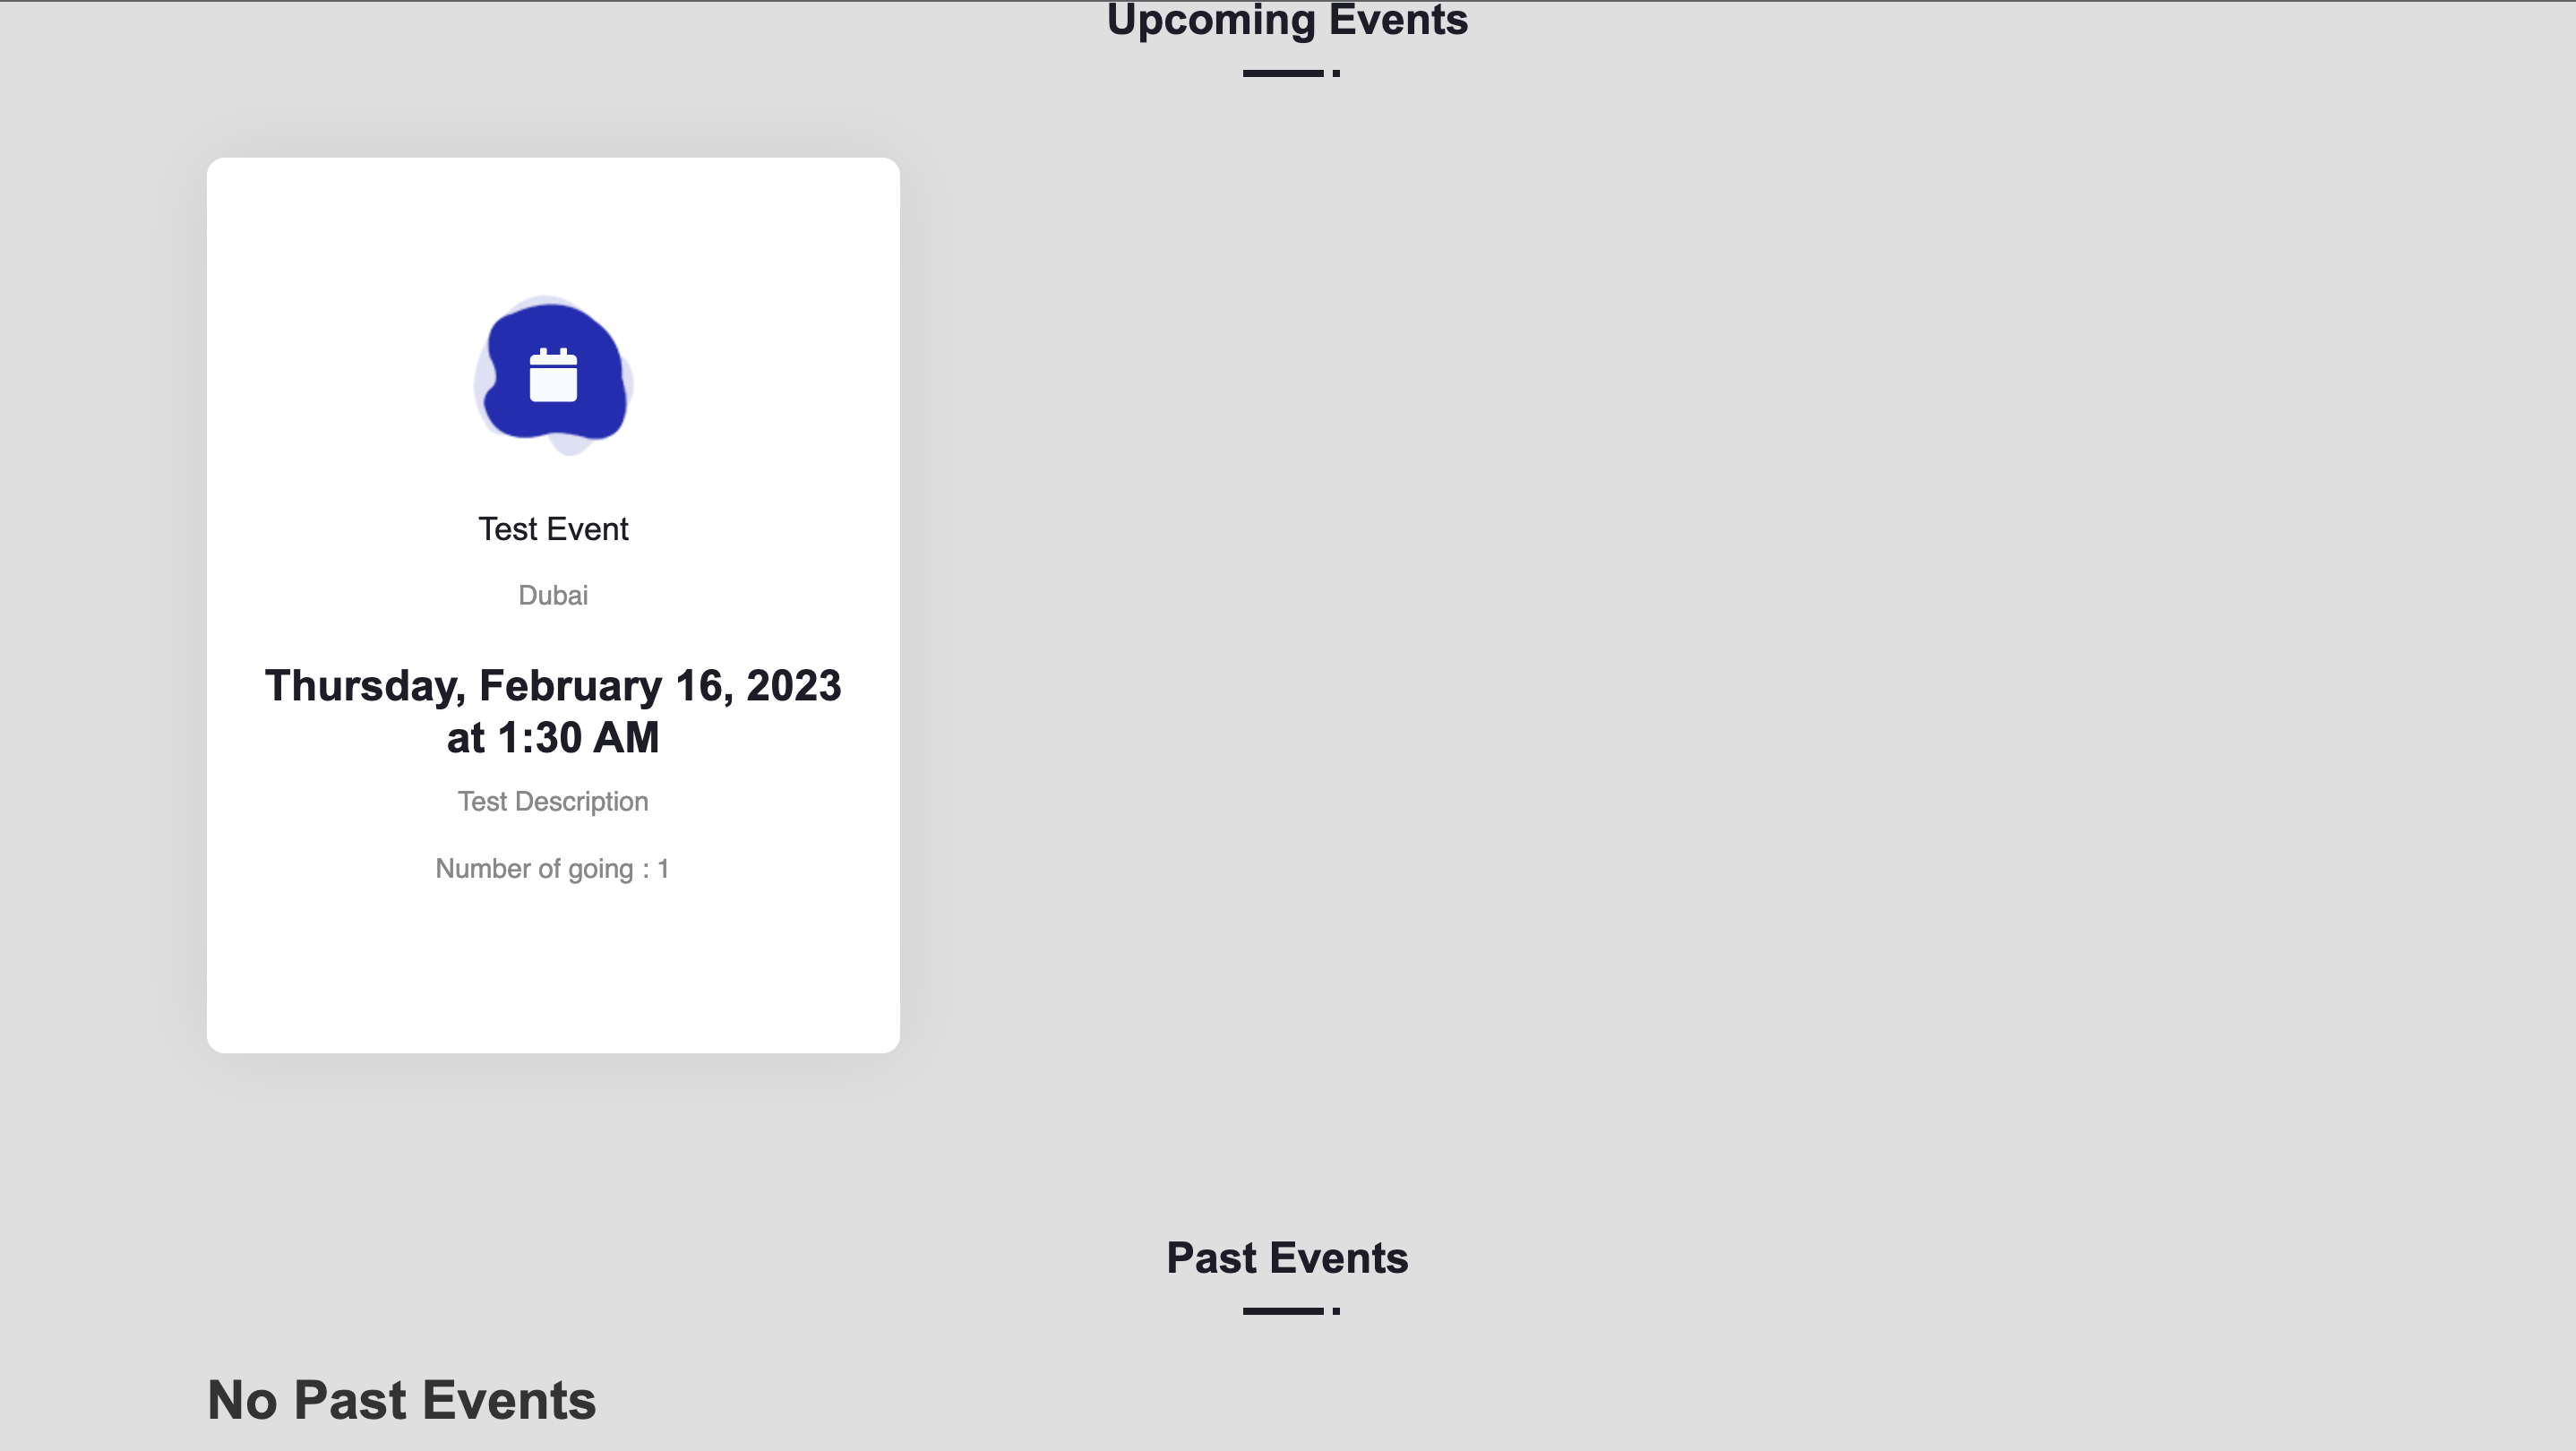 Upcoming Events
Test Event
Dubai
Thursday, February 16, 2023
at 1:30 AM
Test Description
Number of going : 1
Past Events
No Past Events